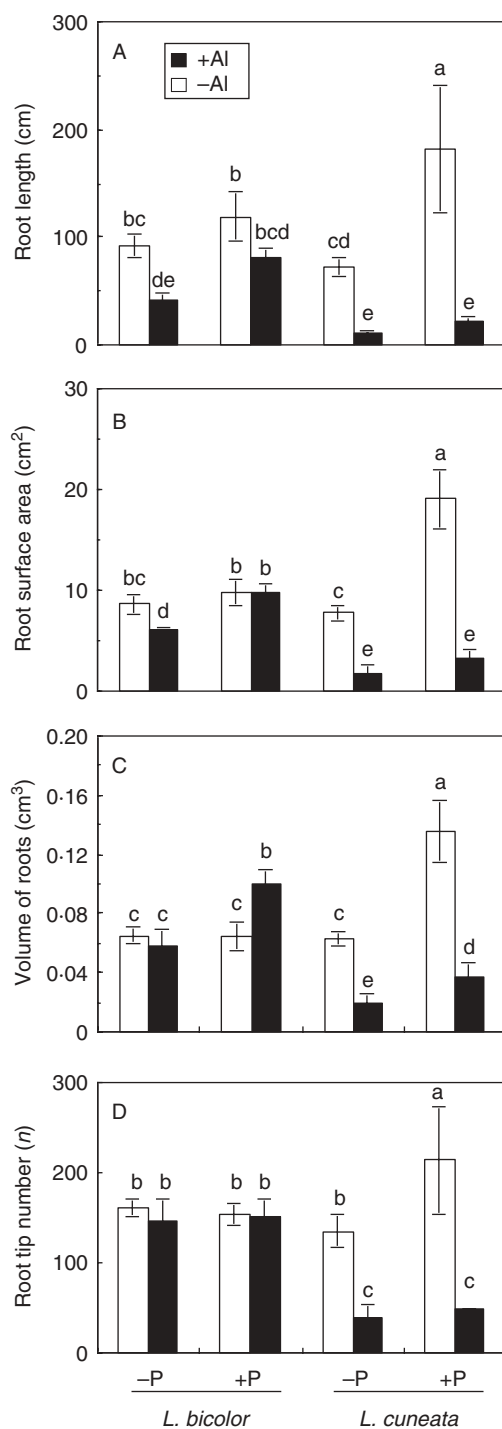 A
+Al
–Al
Root length (cm)
300
200
100
0
bc
de
b
bcd
cd
e
a
e
B
Root surface area (cm²)
30
20
10
0
bc
d
b
b
c
e
a
e
C
Volume of roots (cm³)
0·20
0·16
0·12
0·08
0·04
0
c
c
c
b
c
e
a
d
D
Root tip number (n)
300
200
100
0
b
b
b
b
b
c
a
c
–P
+P
–P
+P
L. bicolor
L. cuneata